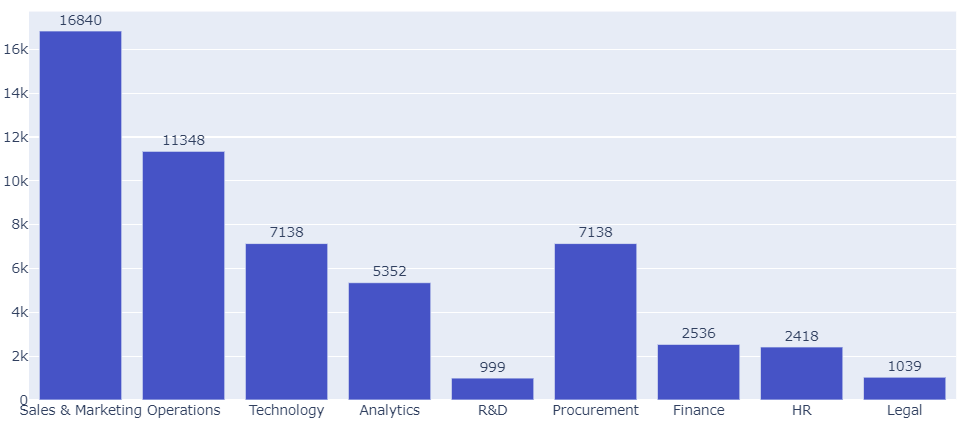 16840
11348
7138
5352
999
7138
2536
2418
1039
16k
14k
12k
10k
8k
6k
4k
2k
0
Sales & Marketing Operations Technology Analytics R&D Procurement Finance HR Legal